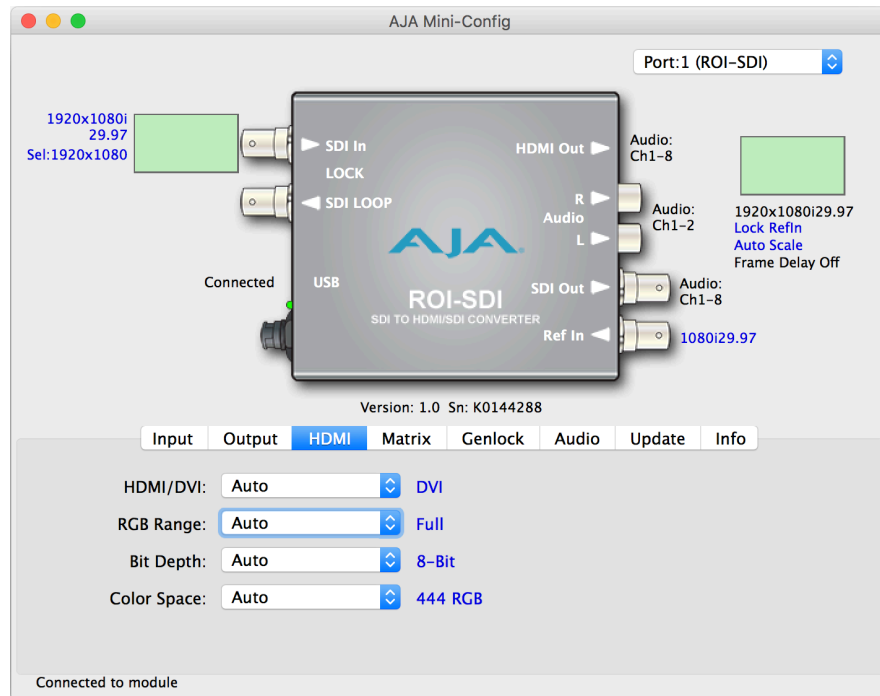 AJA Mini-Config
Port:1 (ROI-SDI)
1920x1080i
29.97
Sel:1920x1080
SDI In
LOCK
SDI LOOP
Connected
USB
HDMI Out
R
Audio
L
SDI Out
Ref In
AJA
ROI-SDI
SDI TO HDMI/SDI CONVERTER
Audio:
Ch1-8
Audio:
Ch1-2
Audio:
Ch1-8
1080i29.97
1920x1080i29.97
Lock RefIn
Auto Scale
Frame Delay Off
Version: 1.0 Sn: K0144288
Input Output HDMI Matrix Genlock Audio Update Info
HDMI/DVI: Auto DVI
RGB Range: Auto Full
Bit Depth: Auto 8-Bit
Color Space: Auto 444 RGB
Connected to module